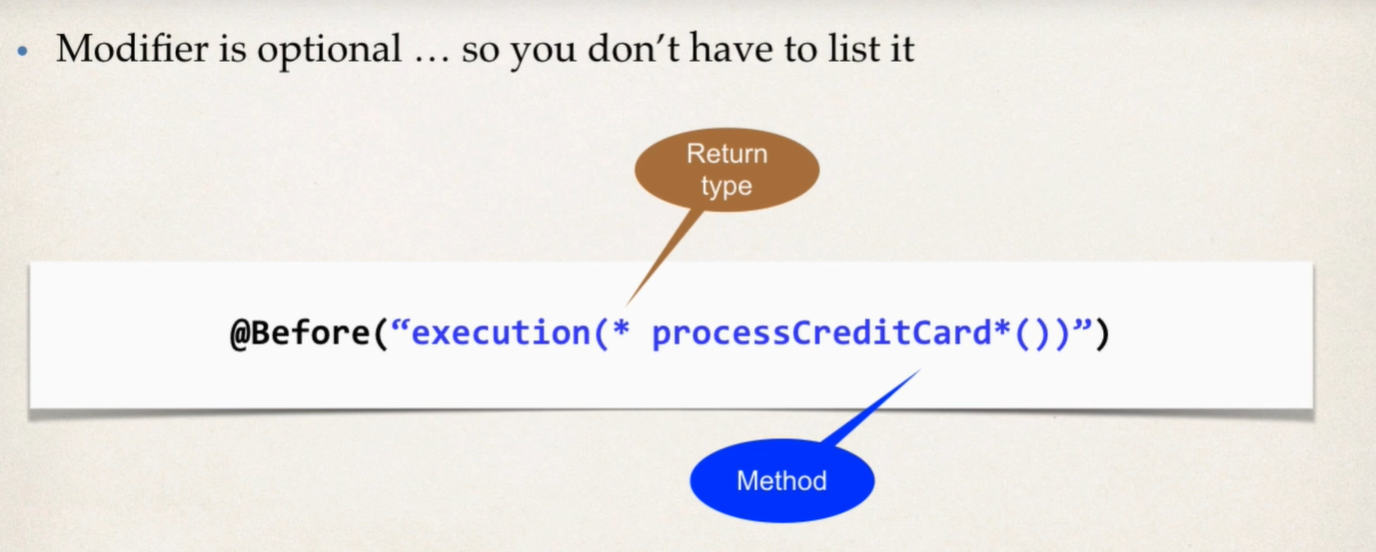 • Modifier is optional … so you don’t have to list it
Return
type
@Before(“execution(* processCreditCard*())”)
Method